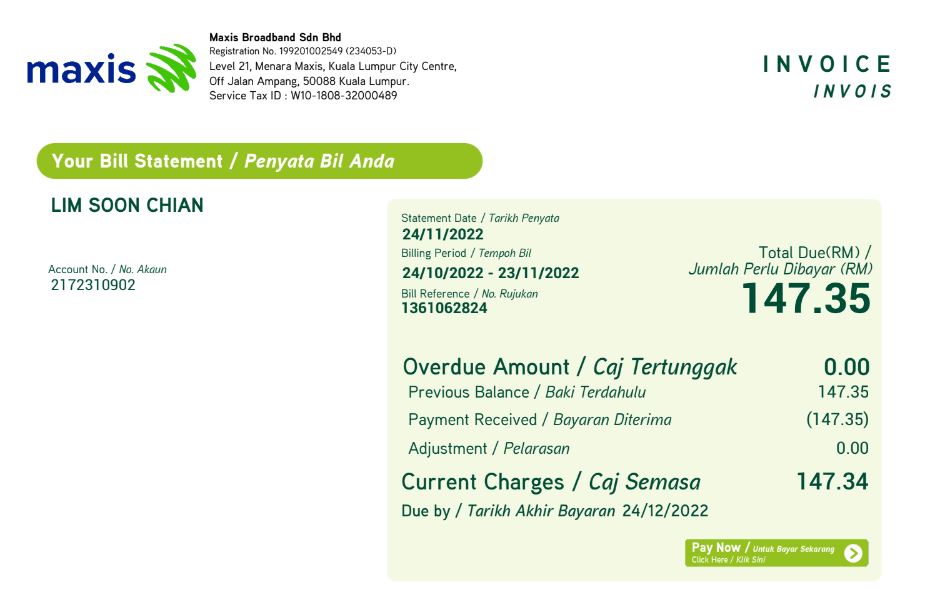 maxis
Maxis Broadband Sdn Bhd
Registration No. 199201002549 (234053-D)
Level 21, Menara Maxis, Kuala Lumpur City Centre,
Off Jalan Ampang, 50088 Kuala Lumpur.
Service Tax ID : W10-1808-32000489
INVOICE
INVOIS
Your Bill Statement / Penyata Bil Anda
LIM SOON CHIAN
Account No. / No. Akaun
2172310902
Statement Date / Tarikh Penyata
24/11/2022
Billing Period / Tempoh Bil
24/10/2022 - 23/11/2022
Bill Reference / No. Rujukan
1361062824
Total Due(RM) /
Jumlah Perlu Dibayar (RM)
147.35
Overdue Amount / Caj Tertunggak 0.00
Previous Balance / Baki Terdahulu 147.35
Payment Received / Bayaran Diterima (147.35)
Adjustment / Pelarasan 0.00
Current Charges / Caj Semasa 147.34
Due by / Tarikh Akhir Bayaran 24/12/2022
Pay Now / Untuk Bayar Sekarang
Click Here / Klik Sini